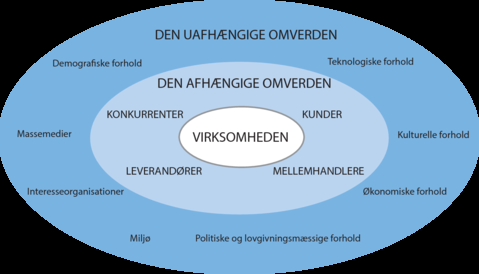 DEN UAFHÆNGIGE OMVERDEN
Demografiske forhold
Teknologiske forhold
DEN AFHÆNGIGE OMVERDEN
KONKURRENTER
KUNDER
Massemedier
VIRKSOMHEDEN
Kulturelle forhold
LEVERANDØRER
MELLEMHANDLERE
Interesseorganisationer
Økonomiske forhold
Miljø
Politiske og lovgivningsmæssige forhold